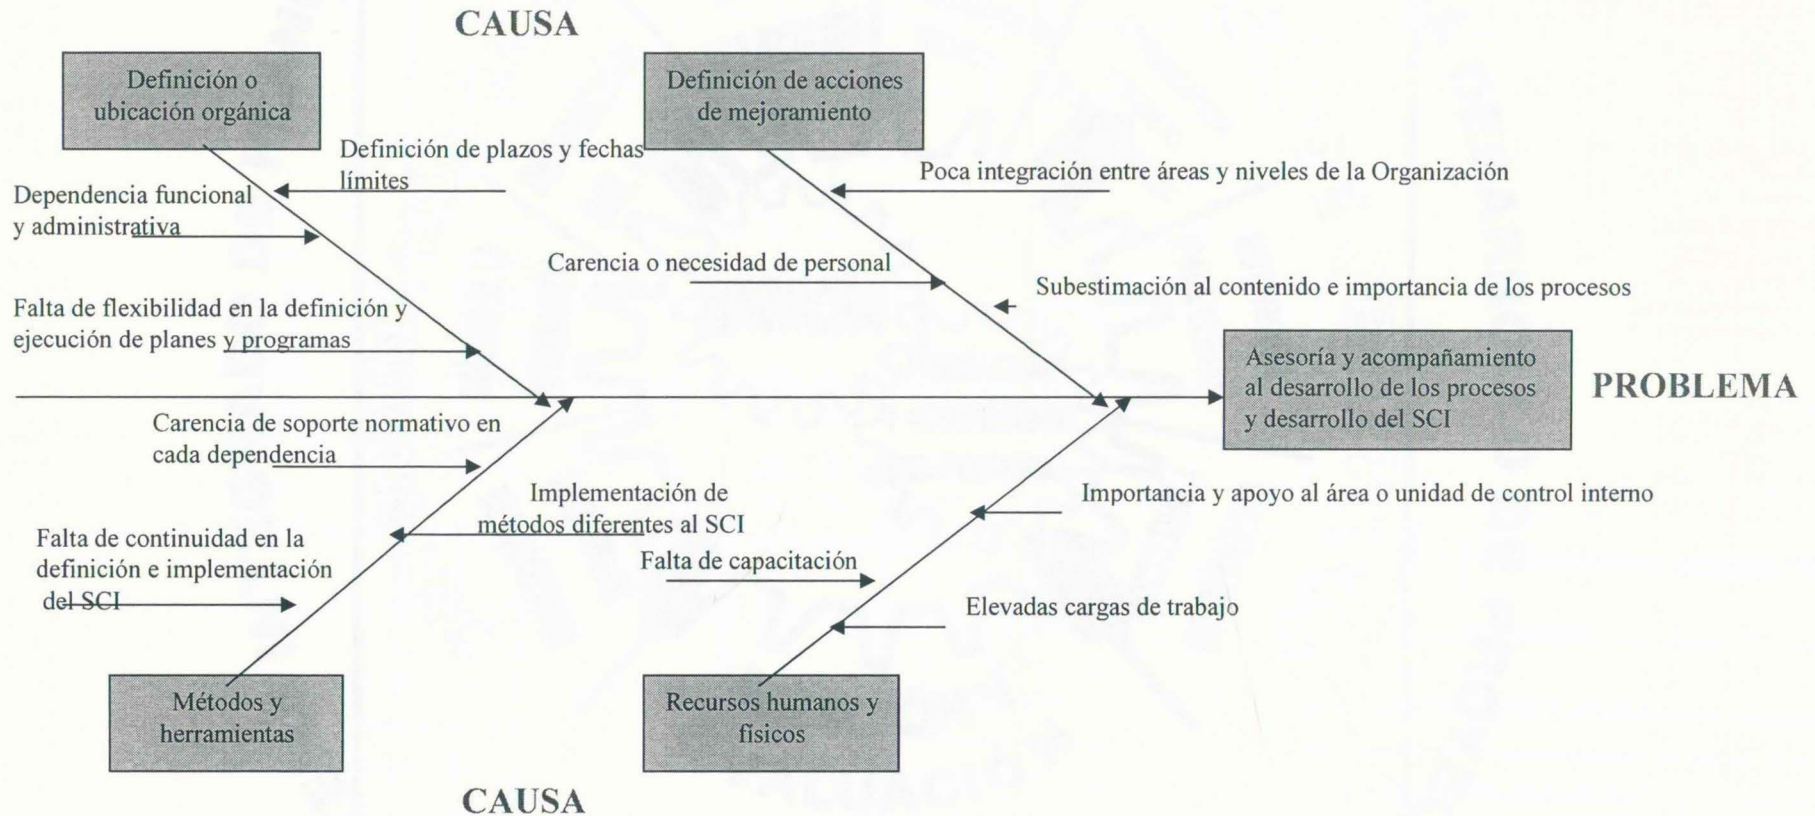 CAUSA
Definición o
ubicación orgánica
Definición de acciones
de mejoramiento
Definición de plazos y fechas
límites
Poca integración entre áreas y niveles de la Organización
Dependencia funcional
y administrativa
Carencia o necesidad de personal
Subestimación al contenido e importancia de los procesos
Falta de flexibilidad en la definición y
ejecución de planes y programas
Asesoría y acompañamiento
al desarrollo de los procesos
y desarrollo del SCI
PROBLEMA
Carencia de soporte normativo en
cada dependencia
Implementación de
métodos diferentes al SCI
Importancia y apoyo al área o unidad de control interno
Falta de continuidad en la
definición e implementación
del SCI
Falta de capacitación
Elevadas cargas de trabajo
Métodos y
herramientas
Recursos humanos y
físicos
CAUSA